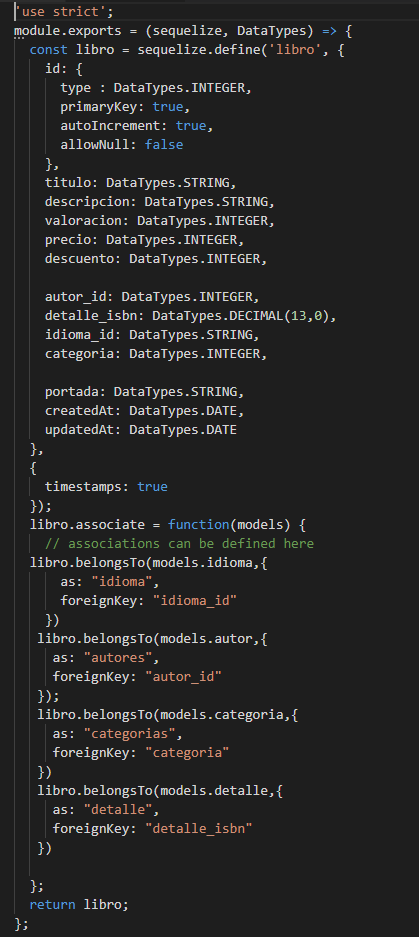 'use strict';
module.exports = (sequelize, DataTypes) => {
  const libro = sequelize.define('libro', {
    id: {
      type : DataTypes.INTEGER,
      primaryKey: true,
      autoIncrement: true,
      allowNull: false
    },
    titulo: DataTypes.STRING,
    descripcion: DataTypes.STRING,
    valoracion: DataTypes.INTEGER,
    precio: DataTypes.INTEGER,
    descuento: DataTypes.INTEGER,
    autor_id: DataTypes.INTEGER,
    detalle_isbn: DataTypes.DECIMAL(13,0),
    idioma_id: DataTypes.STRING,
    categoria: DataTypes.INTEGER,
    portada: DataTypes.STRING,
    createdAt: DataTypes.DATE,
    updatedAt: DataTypes.DATE
  },
  {
    timestamps: true
  });
  libro.associate = function(models) {
    // associations can be defined here
  libro.belongsTo(models.idioma,{
      as: "idioma",
      foreignKey: "idioma_id"
    })
   libro.belongsTo(models.autor,{
     as: "autores",
     foreignKey: "autor_id"
   });
   libro.belongsTo(models.categoria,{
     as: "categorias",
     foreignKey: "categoria"
   })
   libro.belongsTo(models.detalle,{
     as: "detalle",
     foreignKey: "detalle_isbn"
   })
  };
  return libro;
};